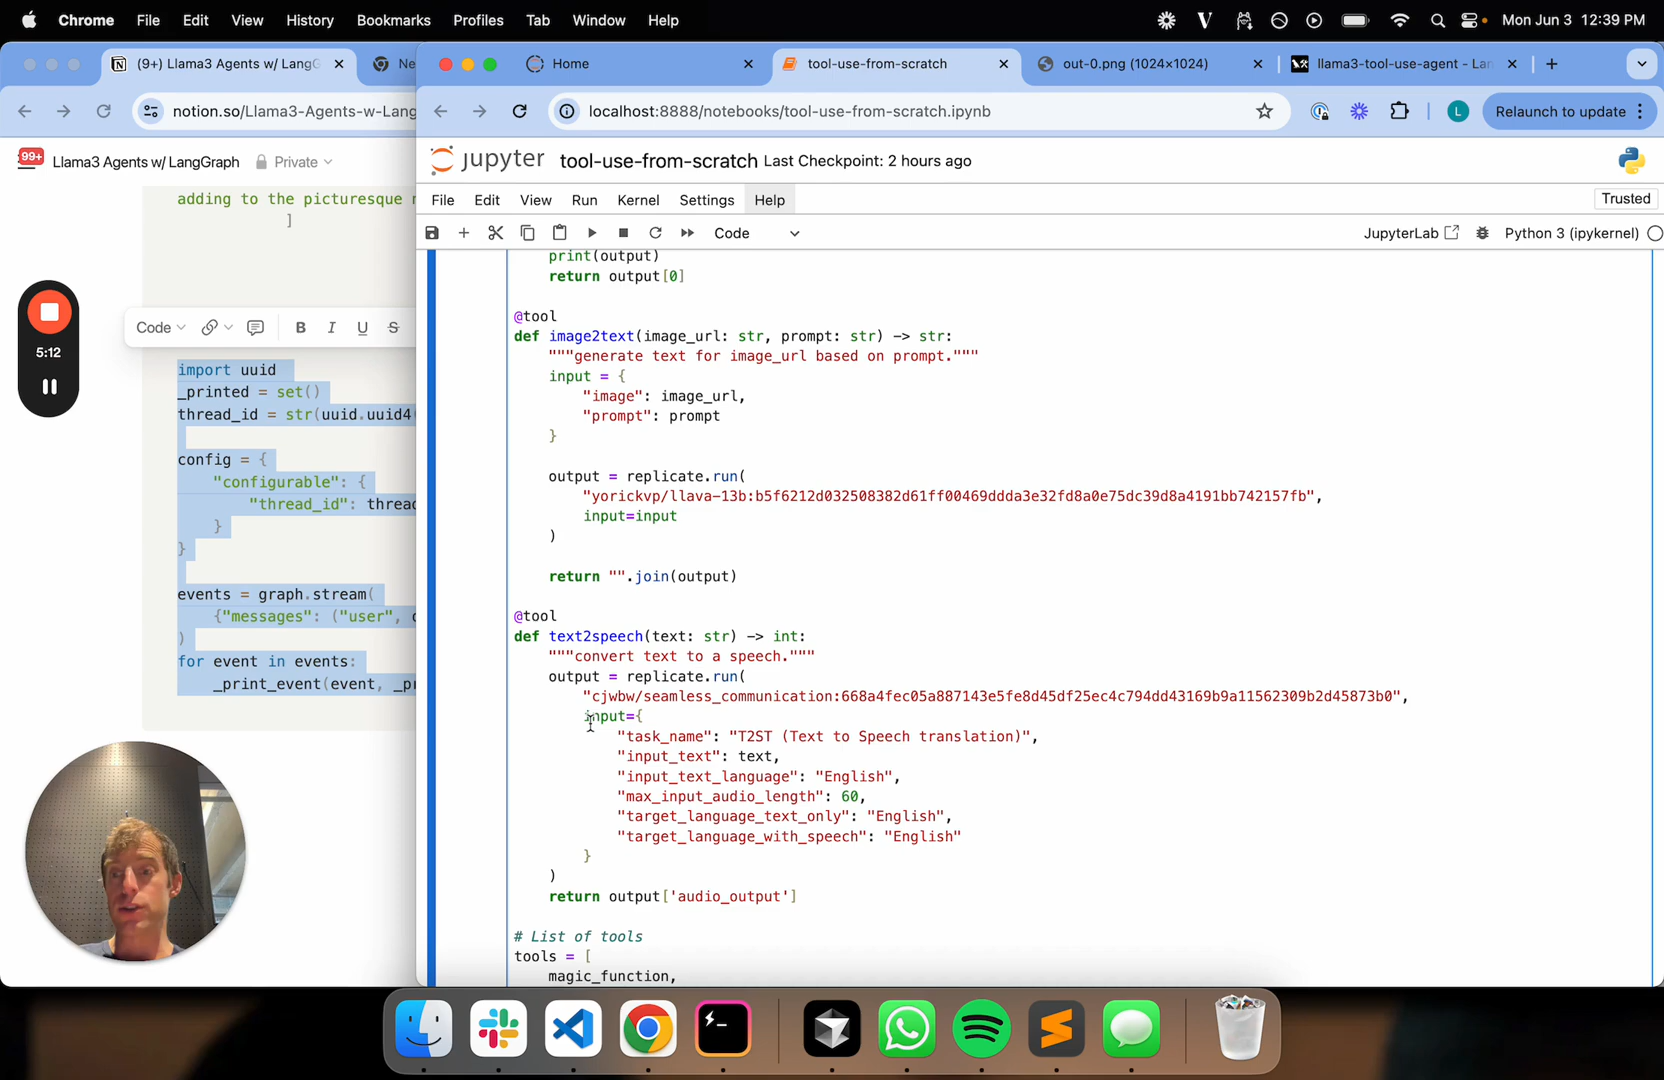 Chrome File Edit View History Bookmarks Profiles Tab Window Help Mon Jun 3 12:39 PM
(9+) Llama3 Agents w/ LangG
Ne
Home
tool-use-from-scratch
out-0.png (1024×1024)
llama3-tool-use-agent - Lan
notion.so/Llama3-Agents-w-Lang
localhost:8888/notebooks/tool-use-from-scratch.ipynb
L
Relaunch to update
99+
Llama3 Agents w/ LangGraph
Private
adding to the picturesque
]
5:12
Code
B I U S
import uuid
_printed = set()
thread_id = str(uuid.uuid4
config = {
"configurable": {
"thread_id": threa
}
}
events = graph.stream(
{"messages": ("user",
)
for event in events:
_print_event(event, _pr
jupyter tool-use-from-scratch Last Checkpoint: 2 hours ago
File Edit View Run Kernel Settings Help
Trusted
Code
JupyterLab
Python 3 (ipykernel)
print(output)
return output[0]
@tool
def image2text(image_url: str, prompt: str) -> str:
"""generate text for image_url based on prompt."""
input = {
"image": image_url,
"prompt": prompt
}
output = replicate.run(
"yorickvp/llava-13b:b5f6212d032508382d61ff00469ddda3e32fd8a0e75dc39d8a4191bb742157fb",
input=input
)
return "".join(output)
@tool
def text2speech(text: str) -> int:
"""convert text to a speech."""
output = replicate.run(
"cjwbw/seamless_communication:668a4fec05a887143e5fe8d45df25ec4c794dd43169b9a11562309b2d45873b0",
input={
"task_name": "T2ST (Text to Speech translation)",
"input_text": text,
"input_text_language": "English",
"max_input_audio_length": 60,
"target_language_text_only": "English",
"target_language_with_speech": "English"
}
)
return output['audio_output']
# List of tools
tools = [
magic_function,